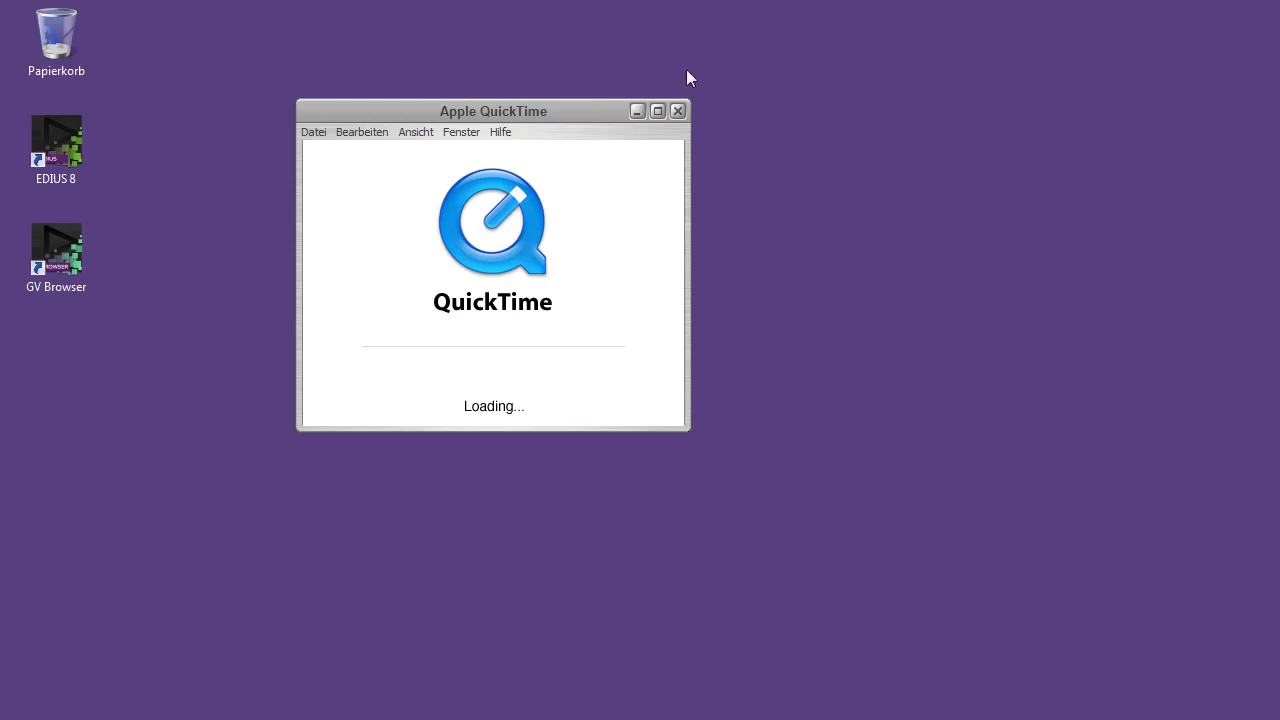 Papierkorb
EDIUS 8
GV Browser
Apple QuickTime
Datei Bearbeiten Ansicht Fenster Hilfe
QuickTime
Loading...